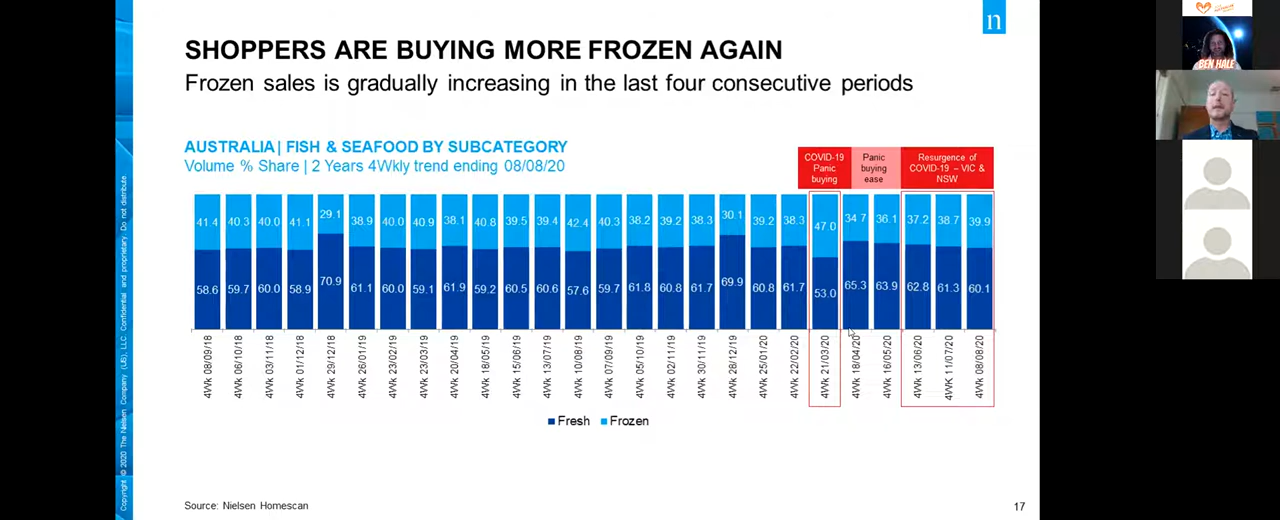 n
SHOPPERS ARE BUYING MORE FROZEN AGAIN
Frozen sales is gradually increasing in the last four consecutive periods
AUSTRALIA| FISH & SEAFOOD BY SUBCATEGORY
Volume % Share | 2 Years 4Wkly trend ending 08/08/20
COVID-19
Panic
buying
Panic
buying
ease
Resurgence of
COVID-19 – VIC &
NSW
41.4 40.3 40.0 41.1 29.1 38.9 40.0 40.9 38.1 40.8 39.5 39.4 42.4 40.3 38.2 39.2 38.3 30.1 39.2 38.3 47.0 34.7 36.1 37.2 38.7 39.9
58.6 59.7 60.0 58.9 70.9 61.1 60.0 59.1 61.9 59.2 60.5 60.6 57.6 59.7 61.8 60.8 61.7 69.9 60.8 61.7 53.0 65.3 63.9 62.8 61.3 60.1
4Wk 08/09/18
4Wk 06/10/18
4Wk 03/11/18
4Wk 01/12/18
4Wk 29/12/18
4Wk 26/01/19
4Wk 23/02/19
4Wk 23/03/19
4Wk 20/04/19
4Wk 18/05/19
4Wk 15/06/19
4Wk 13/07/19
4Wk 10/08/19
4Wk 07/09/19
4Wk 05/10/19
4Wk 02/11/19
4Wk 30/11/19
4Wk 28/12/19
4Wk 25/01/20
4Wk 22/02/20
4Wk 21/03/20
4Wk 18/04/20
4Wk 16/05/20
4WK 13/06/20
4WK 11/07/20
4WK 08/08/20
Fresh Frozen
Source: Nielsen Homescan
17
Copyright © 2020 The Nielsen Company (US), LLC. Confidential and proprietary. Do not distribute
BEN HALE